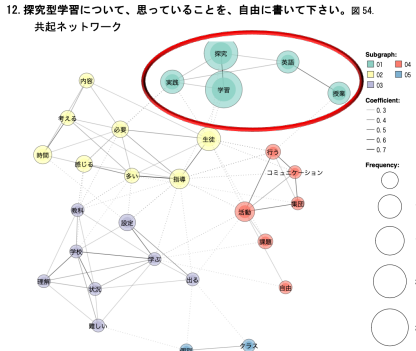 12. 探究型学習について、思っていることを、自由に書いて下さい。図 54.
共起ネットワーク
探究
英語
実践
学習
授業
内容
考える
必要
生徒
時間
感じる
多い
指導
行う
コミュニケーション
集団
活動
課題
自由
教科
設定
学校
学ぶ
理解
状況
出る
難しい
クラス
Subgraph:
01
04
02
05
03
Coefficient:
0.3
0.4
0.5
0.6
0.7
Frequency: